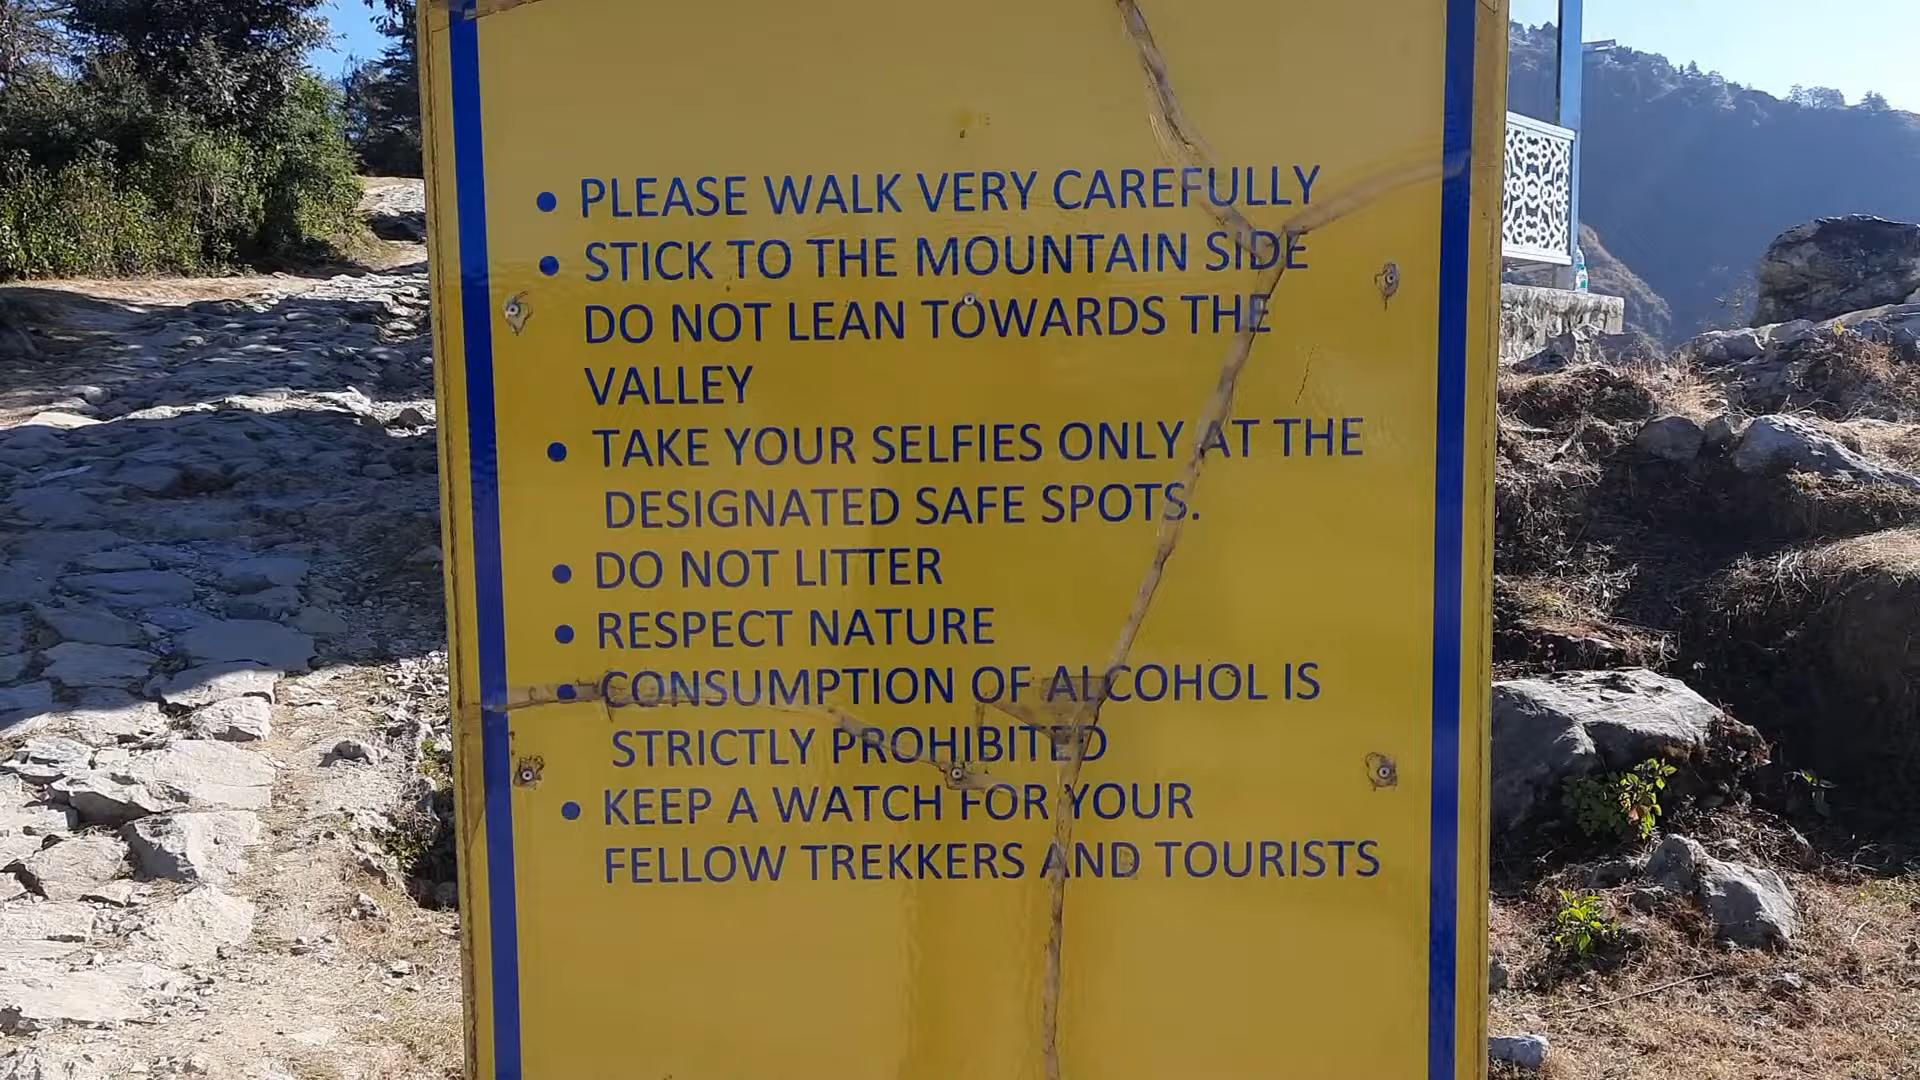 • PLEASE WALK VERY CAREFULLY
• STICK TO THE MOUNTAIN SIDE
DO NOT LEAN TOWARDS THE
VALLEY
• TAKE YOUR SELFIES ONLY AT THE
DESIGNATED SAFE SPOTS.
• DO NOT LITTER
• RESPECT NATURE
• CONSUMPTION OF ALCOHOL IS
STRICTLY PROHIBITED
• KEEP A WATCH FOR YOUR
FELLOW TREKKERS AND TOURISTS